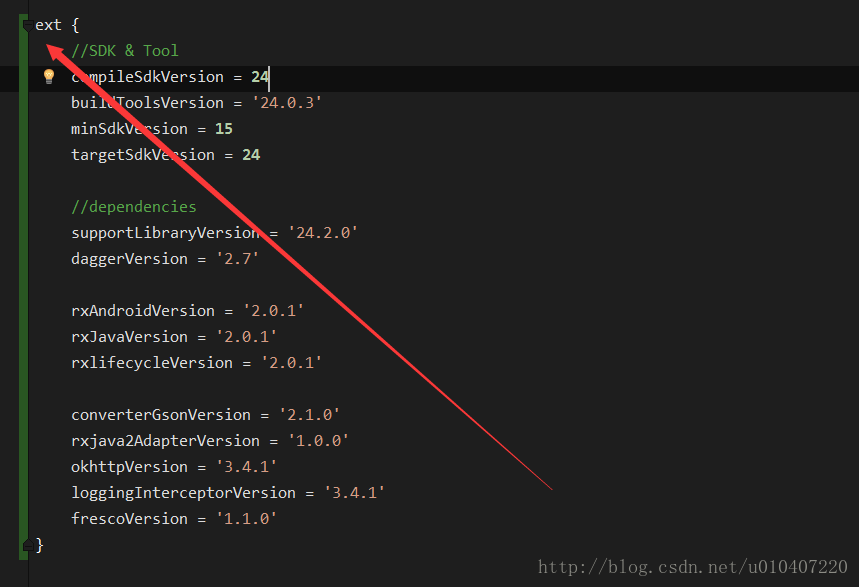 ext {
//SDK & Tool
compileSdkVersion = 24
buildToolsVersion = '24.0.3'
minSdkVersion = 15
targetSdkVersion = 24
//dependencies
supportLibraryVersion = '24.2.0'
daggerVersion = '2.7'
rxAndroidVersion = '2.0.1'
rxJavaVersion = '2.0.1'
rxlifecycleVersion = '2.0.1'
converterGsonVersion = '2.1.0'
rxjava2AdapterVersion = '1.0.0'
okhttpVersion = '3.4.1'
loggingInterceptorVersion = '3.4.1'
frescoVersion = '1.1.0'
}
http://blog.csdn.net/u010407220